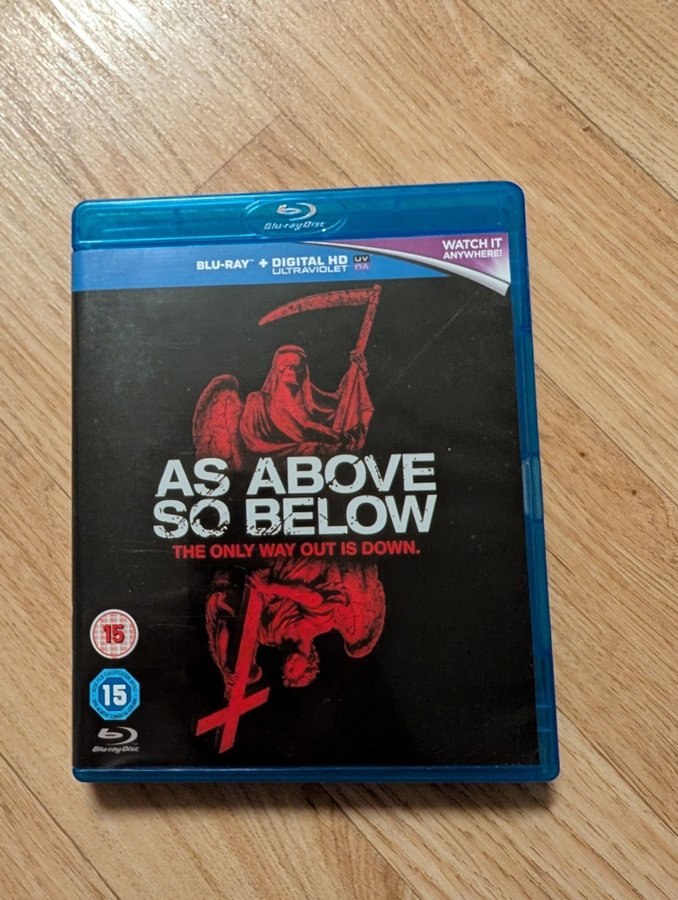 Blu-ray Disc
BLU-RAY™ + DIGITAL HD
ULTRAVIOLET
UV
WATCH IT
ANYWHERE!
AS ABOVE
SO BELOW
THE ONLY WAY OUT IS DOWN.
15
15
Blu-ray Disc